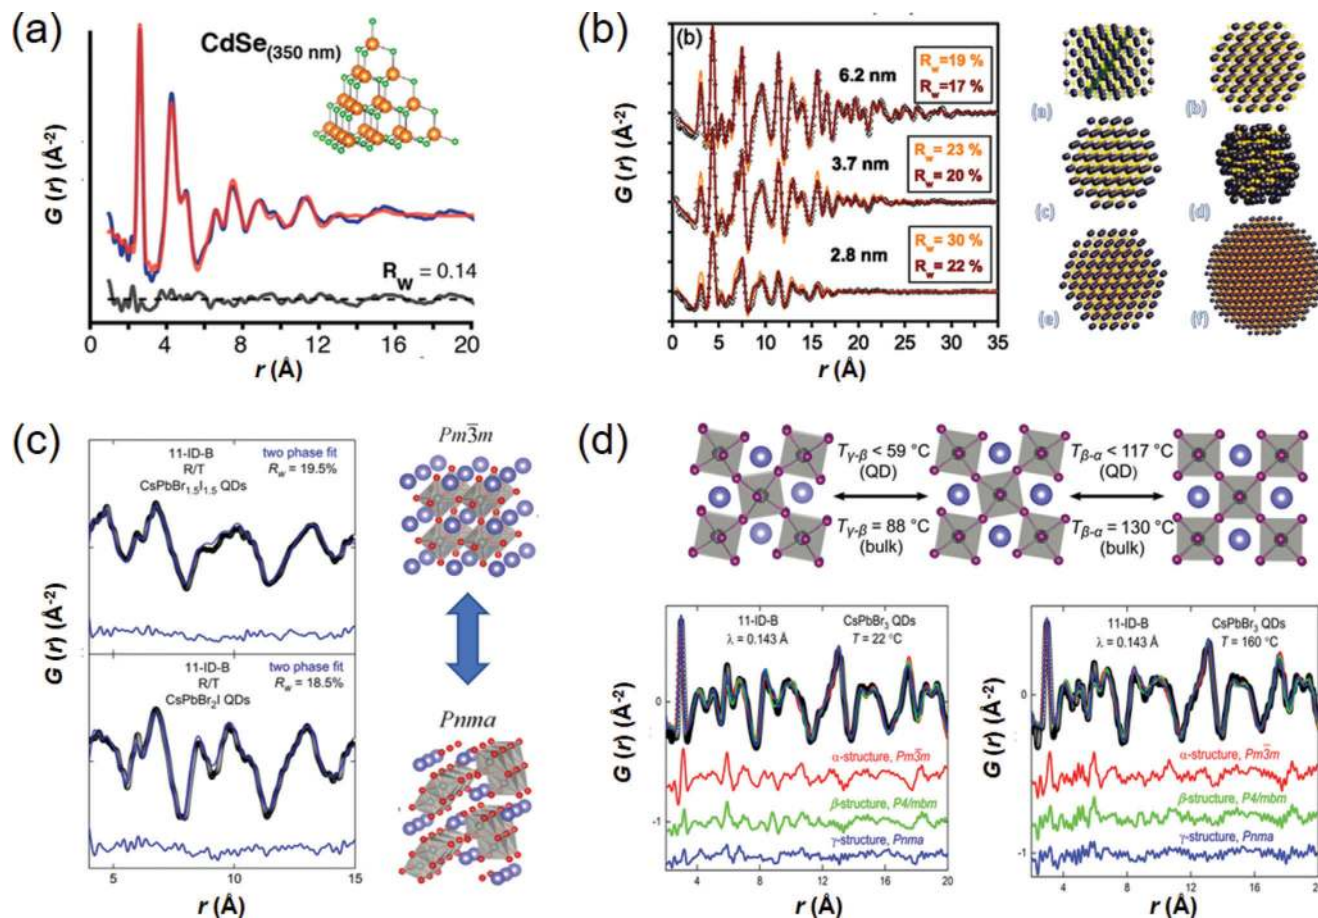 (a)
CdSe(350 nm)
G (r) (Å-2)
Rw = 0.14
0 4 8 12 16 20
r (Å)
(b)
(b)
6.2 nm
Rw=19 %
Rw=17 %
3.7 nm
Rw= 23 %
Rw= 20 %
2.8 nm
Rw= 30 %
Rw= 22 %
G (r) (Å-2)
0 5 10 15 20 25 30 35
r (Å)
(a)
(b)
(c)
(d)
(e)
(f)
(c)
11-ID-B
R/T
CsPbBr1.5I1.5 QDs
two phase fit
Rw = 19.5%
11-ID-B
R/T
CsPbBr2I QDs
two phase fit
Rw = 18.5%
G (r) (Å-2)
5 10 15
r (Å)
Pm3̅m
Pnma
(d)
Tγ-β < 59 °C
(QD)
Tγ-β = 88 °C
(bulk)
Tβ-α < 117 °C
(QD)
Tβ-α = 130 °C
(bulk)
11-ID-B
λ = 0.143 Å
CsPbBr3 QDs
T = 22 °C
0
α-structure, Pm3̅m
β-structure, P4/mbm
-1
γ-structure, Pnma
G (r) (Å-2)
4 8 12 16 20
r (Å)
11-ID-B
λ = 0.143 Å
CsPbBr3 QDs
T = 160 °C
0
α-structure, Pm3̅m
β-structure, P4/mbm
γ-structure, Pnma
-1
G (r) (Å-2)
4 8 12 16 20
r (Å)